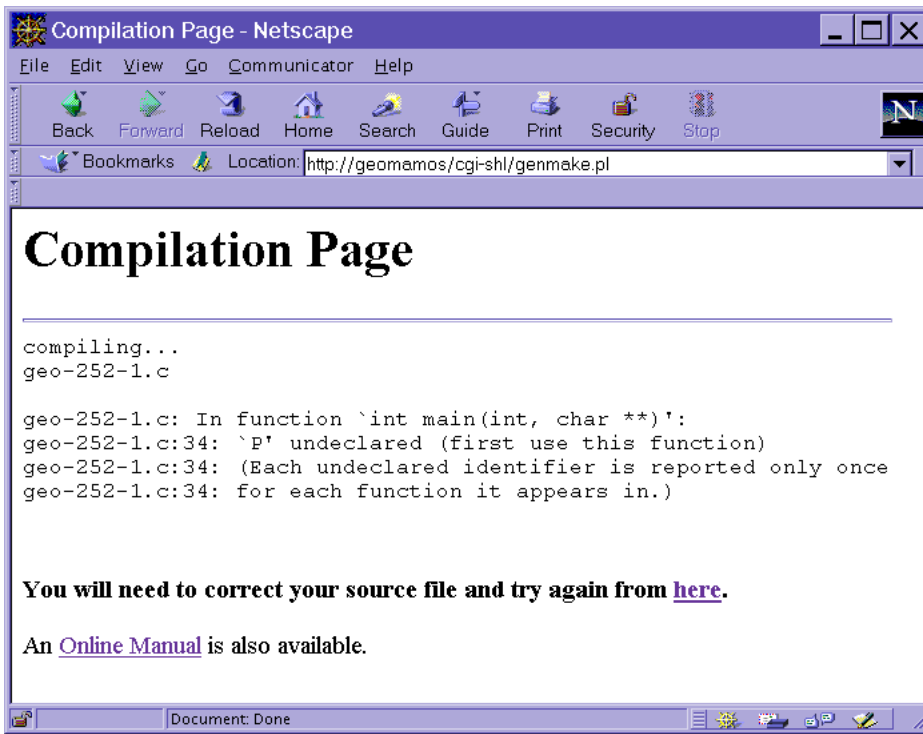 Compilation Page - Netscape
File Edit View Go Communicator Help
Back Forward Reload Home Search Guide Print Security Stop
N
Bookmarks Location: http://geomamos/cgi-shl/genmake.pl
Compilation Page
compiling...
geo-252-1.c
geo-252-1.c: In function `int main(int, char **)':
geo-252-1.c:34: `P' undeclared (first use this function)
geo-252-1.c:34: (Each undeclared identifier is reported only once
geo-252-1.c:34: for each function it appears in.)
You will need to correct your source file and try again from here.
An Online Manual is also available.
Document: Done